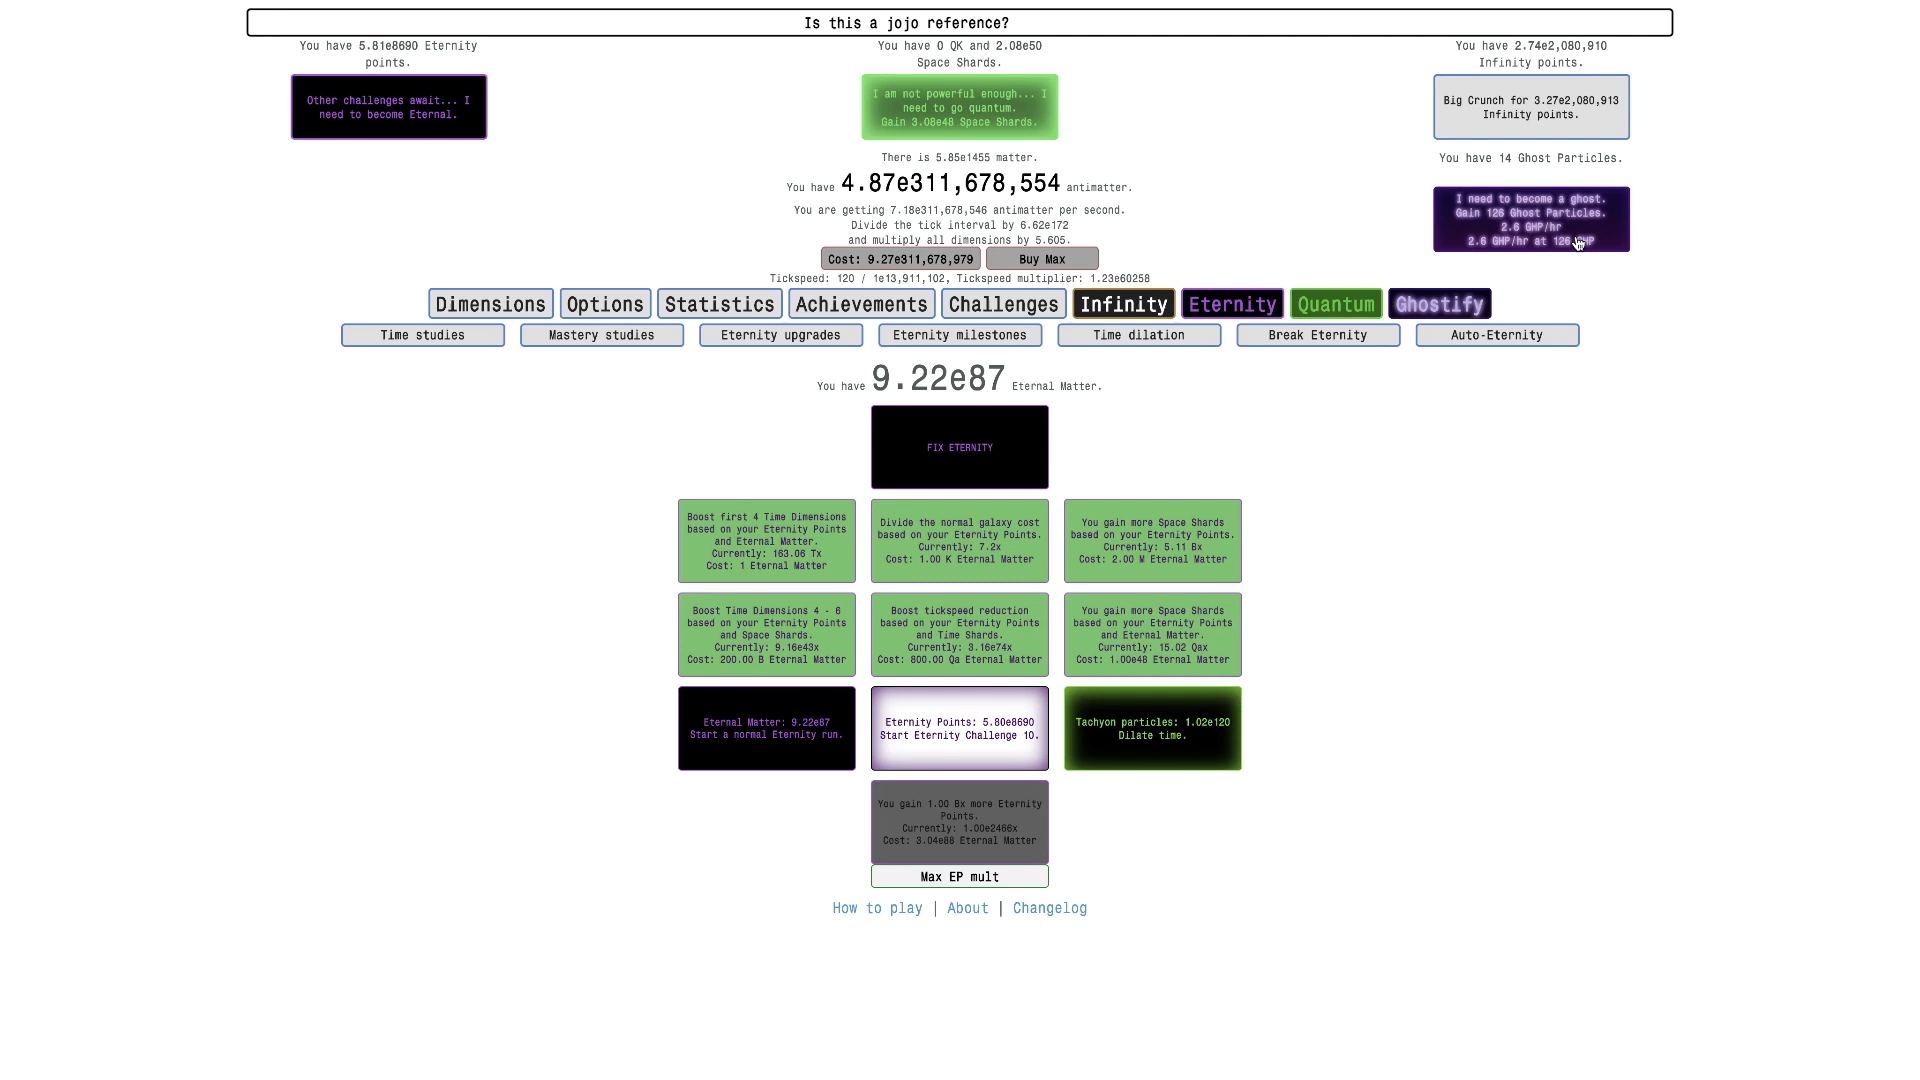 Is this a jojo reference?
You have 5.81e8690 Eternity
points.
You have 0 QK and 2.08e50
Space Shards.
You have 2.74e2,080,910
Infinity points.
Other challenges await... I
need to become Eternal.
I am not powerful enough... I
need to go quantum.
Gain 3.08e48 Space Shards.
Big Crunch for 3.27e2,080,913
Infinity points.
There is 5.85e1455 matter.
You have 14 Ghost Particles.
You have 4.87e311,678,554 antimatter.
You are getting 7.18e311,678,546 antimatter per second.
Divide the tick interval by 6.62e172
and multiply all dimensions by 5.605.
I need to become a ghost.
Gain 126 Ghost Particles.
2.6 GHP/hr
2.6 GHP/hr at 126 GHP
Cost: 9.27e311,678,979 Buy Max
Tickspeed: 120 / 1e13,911,102, Tickspeed multiplier: 1.23e60258
Dimensions Options Statistics Achievements Challenges Infinity Eternity Quantum Ghostify
Time studies Mastery studies Eternity upgrades Eternity milestones Time dilation Break Eternity Auto-Eternity
You have 9.22e87 Eternal Matter.
FIX ETERNITY
Boost first 4 Time Dimensions
based on your Eternity Points
and Eternal Matter.
Currently: 163.06 Tx
Cost: 1 Eternal Matter
Divide the normal galaxy cost
based on your Eternity Points.
Currently: 7.2x
Cost: 1.00 K Eternal Matter
You gain more Space Shards
based on your Eternity Points.
Currently: 5.11 Bx
Cost: 2.00 M Eternal Matter
Boost Time Dimensions 4 - 6
based on your Eternity Points
and Space Shards.
Currently: 9.16e43x
Cost: 200.00 B Eternal Matter
Boost tickspeed reduction
based on your Eternity Points
and Time Shards.
Currently: 3.16e74x
Cost: 800.00 Qa Eternal Matter
You gain more Space Shards
based on your Eternity Points
and Eternal Matter.
Currently: 15.02 Qax
Cost: 1.00e48 Eternal Matter
Eternal Matter: 9.22e87
Start a normal Eternity run.
Eternity Points: 5.80e8690
Start Eternity Challenge 10.
Tachyon particles: 1.02e120
Dilate time.
You gain 1.00 Bx more Eternity
Points.
Currently: 1.00e2466x
Cost: 3.04e88 Eternal Matter
Max EP mult
How to play | About | Changelog